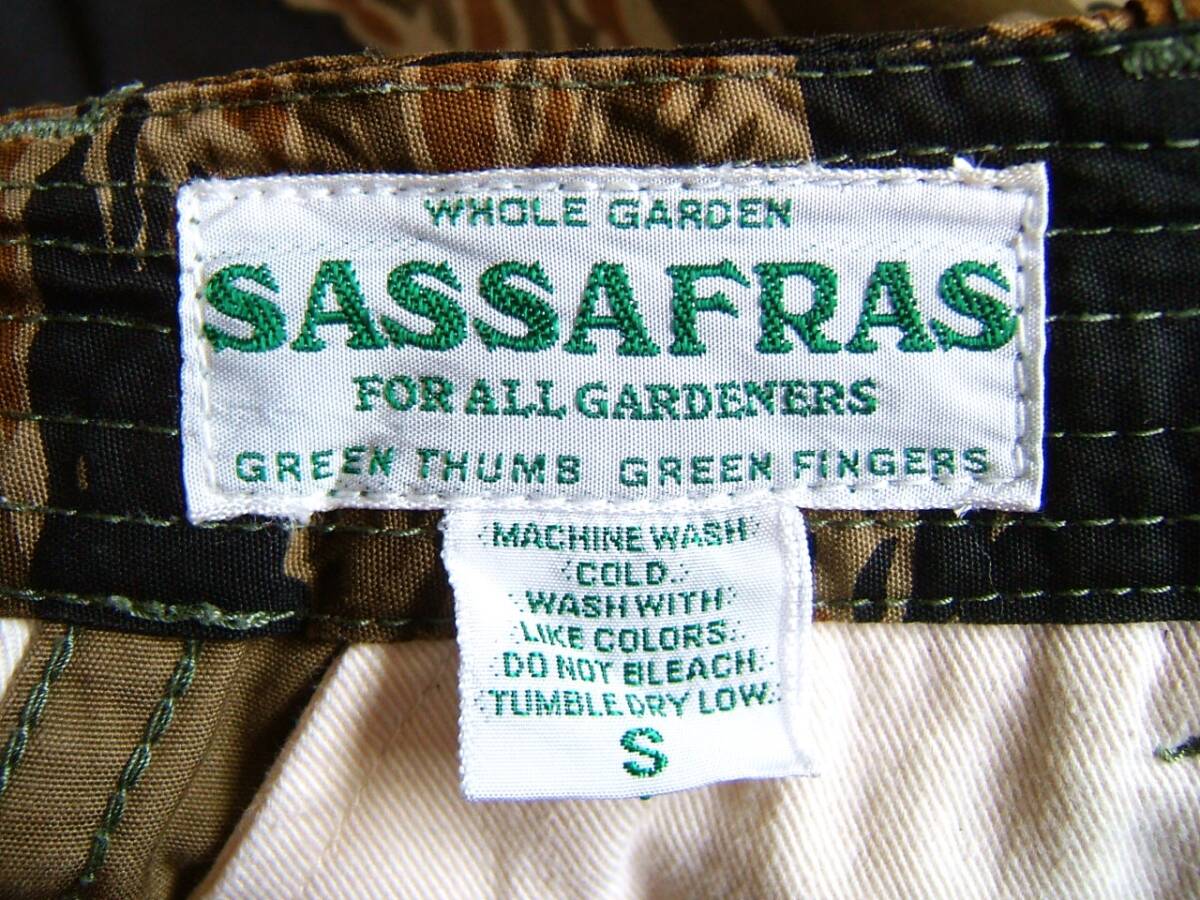 WHOLE GARDEN
SASSAFRAS
FOR ALL GARDENERS
GREEN THUMB GREEN FINGERS
MACHINE WASH
COLD
WASH WITH
LIKE COLORS
DO NOT BLEACH
TUMBLE DRY LOW
S